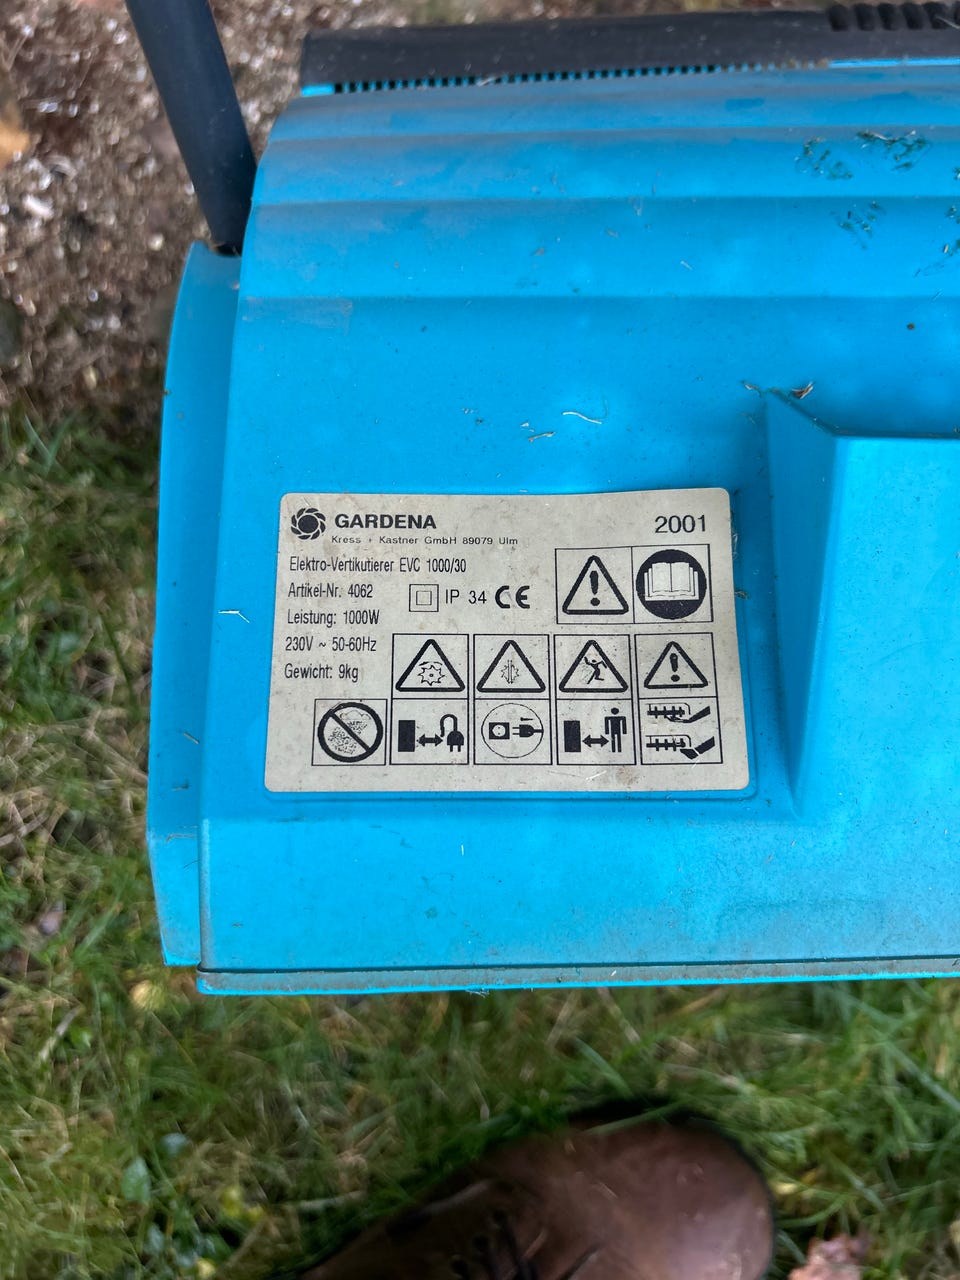 GARDENA
2001
Kress + Kastner GmbH 89079 Ulm
Elektro-Vertikutierer EVC 1000/30
Artikel-Nr. 4062
IP 34 CE
Leistung: 1000W
230V ~ 50-60Hz
Gewicht: 9kg